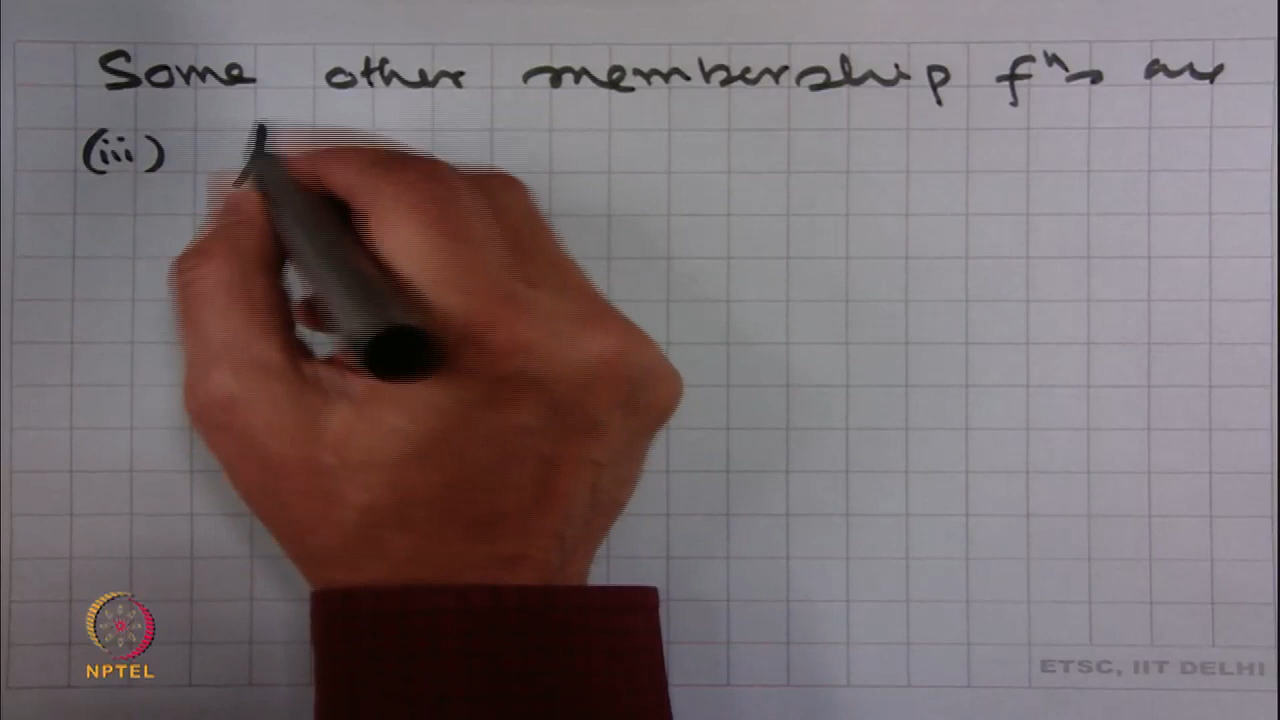 Some other membership fⁿs are
(iii)
NPTEL
ETSC, IIT DELHI